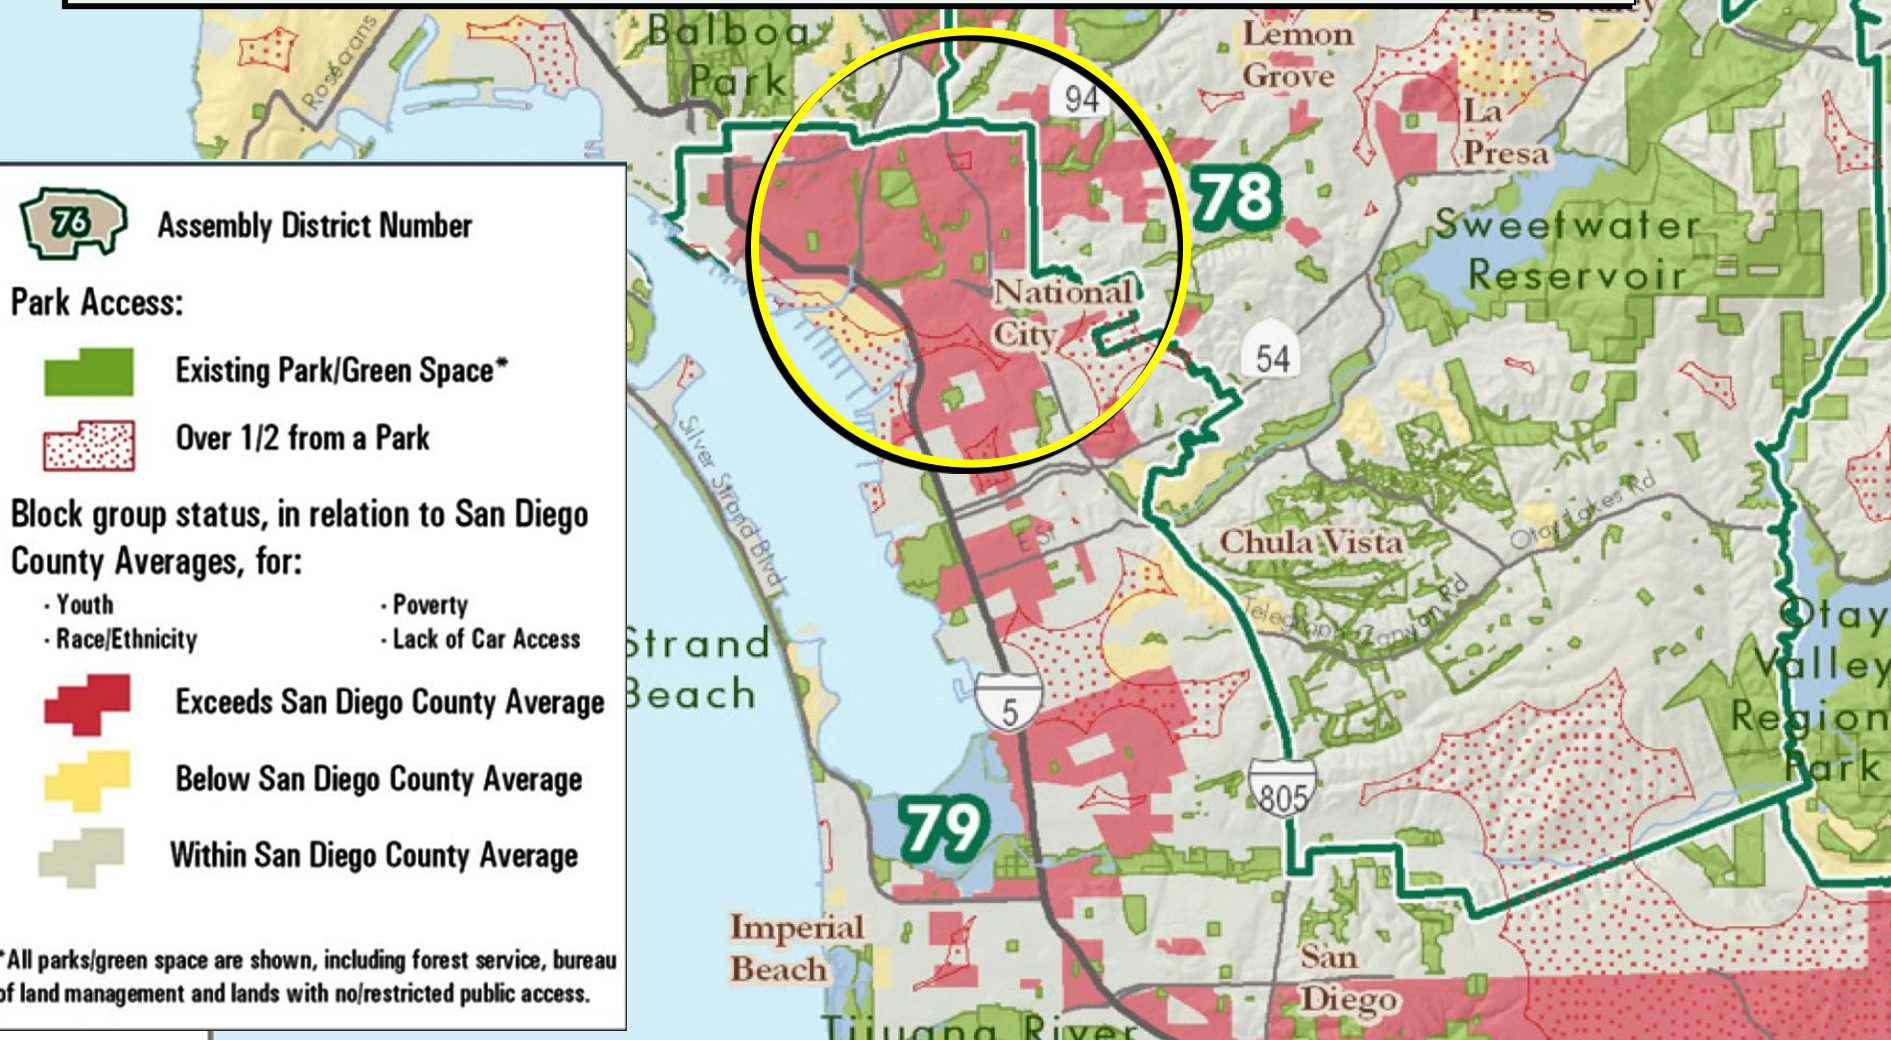 Balboa
Park
Rosecrans
94
Lemon
Grove
Spring Valley
La
Presa
78
Sweetwater
Reservoir
National
City
54
76
Assembly District Number
Park Access:
Existing Park/Green Space*
Over 1/2 from a Park
Block group status, in relation to San Diego
County Averages, for:
· Youth
· Poverty
· Race/Ethnicity
· Lack of Car Access
Exceeds San Diego County Average
Below San Diego County Average
Within San Diego County Average
*All parks/green space are shown, including forest service, bureau
of land management and lands with no/restricted public access.
Silver Strand Blvd
Strand
Beach
E St
Chula Vista
Otay Lakes Rd
Telegraph Canyon Rd
Otay
Valley
Region
Park
5
805
79
Imperial
Beach
San
Diego
Tijuana River